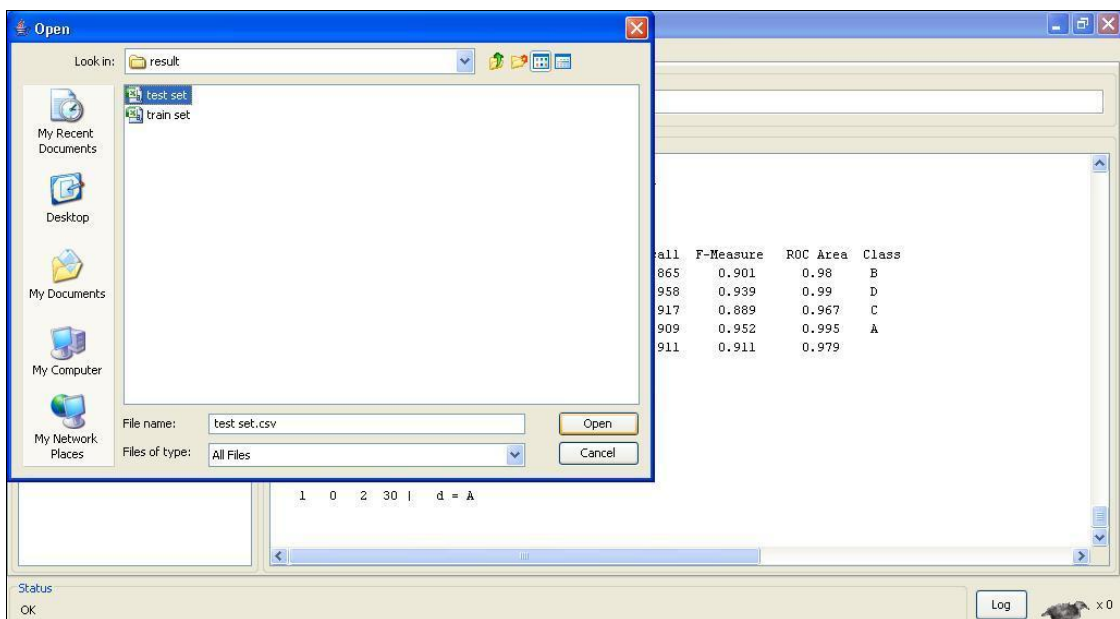 Open
Look in: result
test set
train set
My Recent
Documents
Desktop
My Documents
My Computer
My Network
Places
File name: test set.csv Open
Files of type: All Files Cancel
all F-Measure ROC Area Class
865 0.901 0.98 B
958 0.939 0.99 D
917 0.889 0.967 C
909 0.952 0.995 A
911 0.911 0.979
1 0 2 30 | d = A
Status
OK
Log
x 0